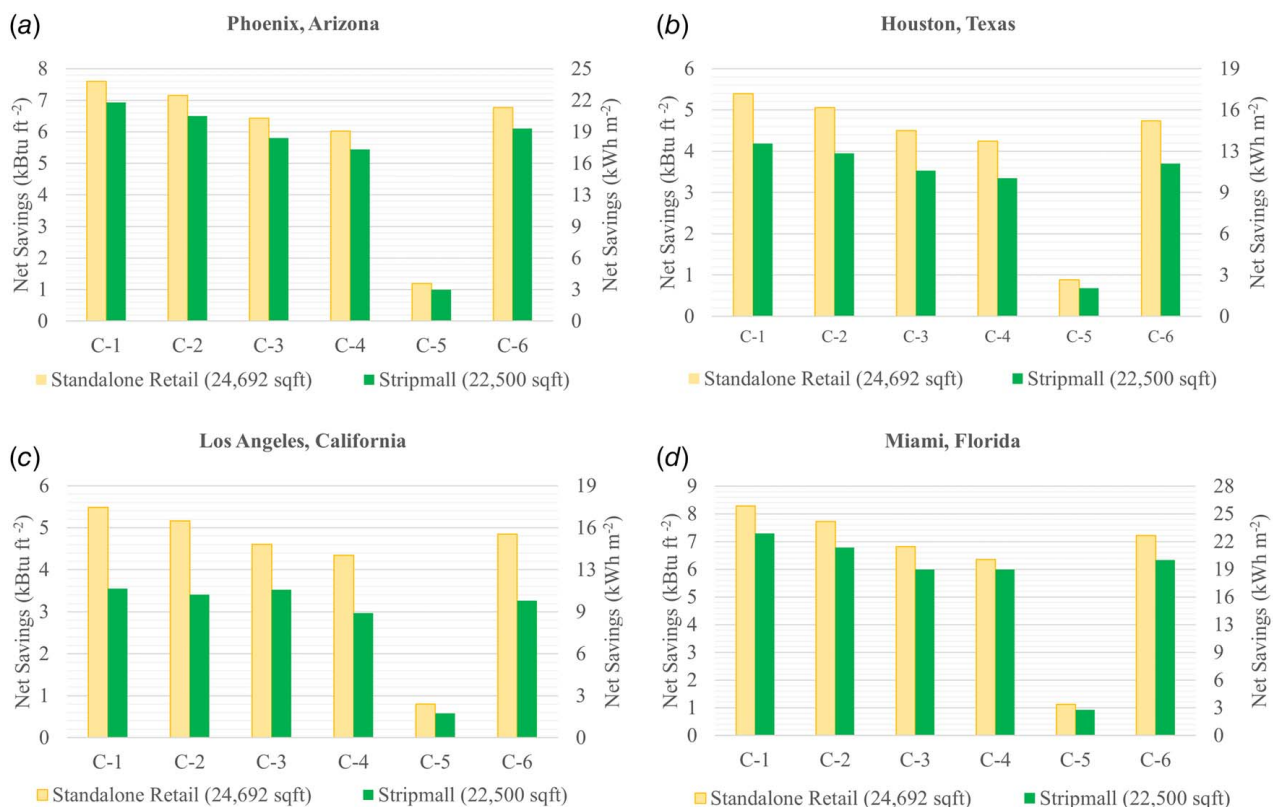 (a)
Phoenix, Arizona
Net Savings (kBtu ft -2)
8
7
6
5
4
3
2
1
0
25
22
19
16
13
9
6
3
0
Net Savings (kWh m-2)
C-1 C-2 C-3 C-4 C-5 C-6
Standalone Retail (24,692 sqft) Stripmall (22,500 sqft)
(b)
Houston, Texas
Net Savings (kBtu ft -2)
6
5
4
3
2
1
0
19
16
13
9
6
3
0
Net Savings (kWh m-2)
C-1 C-2 C-3 C-4 C-5 C-6
Standalone Retail (24,692 sqft) Stripmall (22,500 sqft)
(c)
Los Angeles, California
Net Savings (kBtu ft -2)
6
5
4
3
2
1
0
19
16
13
9
6
3
0
Net Savings (kWh m-2)
C-1 C-2 C-3 C-4 C-5 C-6
Standalone Retail (24,692 sqft) Stripmall (22,500 sqft)
(d)
Miami, Florida
Net Savings (kBtu ft -2)
9
8
7
6
5
4
3
2
1
0
28
25
22
19
16
13
9
6
3
0
Net Savings (kWh m-2)
C-1 C-2 C-3 C-4 C-5 C-6
Standalone Retail (24,692 sqft) Stripmall (22,500 sqft)